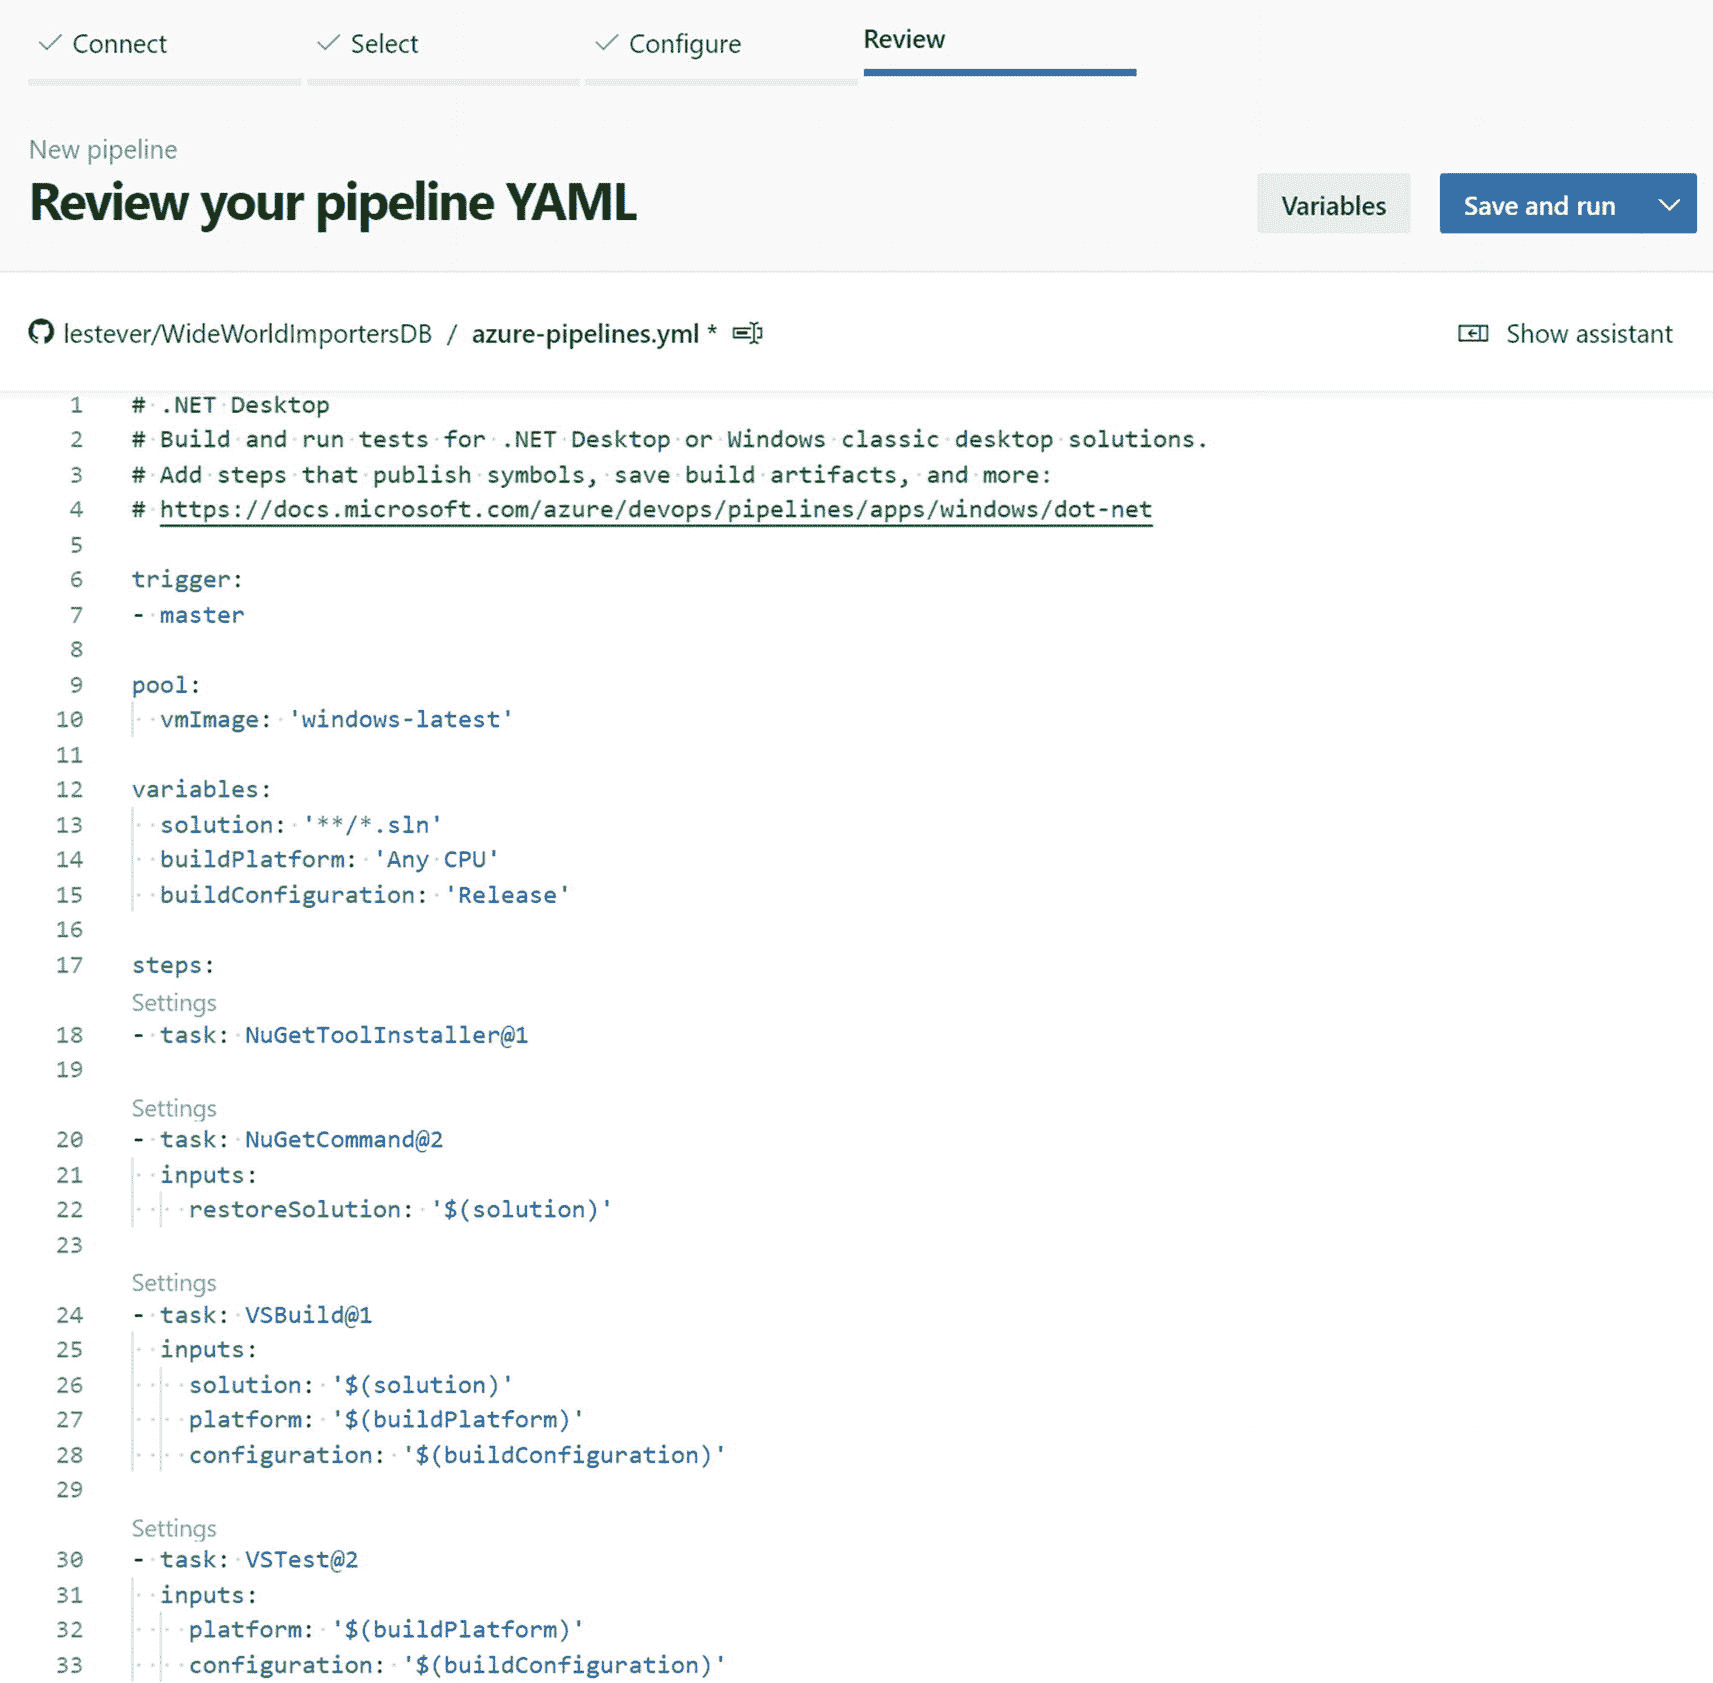 Connect
Select
Configure
Review
New pipeline
Review your pipeline YAML
Variables
Save and run
lestever/WideWorldImportersDB / azure-pipelines.yml *
Show assistant
1 # .NET Desktop
2 # Build and run tests for .NET Desktop or Windows classic desktop solutions.
3 # Add steps that publish symbols, save build artifacts, and more:
4 # https://docs.microsoft.com/azure/devops/pipelines/apps/windows/dot-net
5
6 trigger:
7 - master
8
9 pool:
10   vmImage: 'windows-latest'
11
12 variables:
13   solution: '**/*.sln'
14   buildPlatform: 'Any CPU'
15   buildConfiguration: 'Release'
16
17 steps:
Settings
18 - task: NuGetToolInstaller@1
19
Settings
20 - task: NuGetCommand@2
21   inputs:
22     restoreSolution: '$(solution)'
23
Settings
24 - task: VSBuild@1
25   inputs:
26     solution: '$(solution)'
27     platform: '$(buildPlatform)'
28     configuration: '$(buildConfiguration)'
29
Settings
30 - task: VSTest@2
31   inputs:
32     platform: '$(buildPlatform)'
33     configuration: '$(buildConfiguration)'